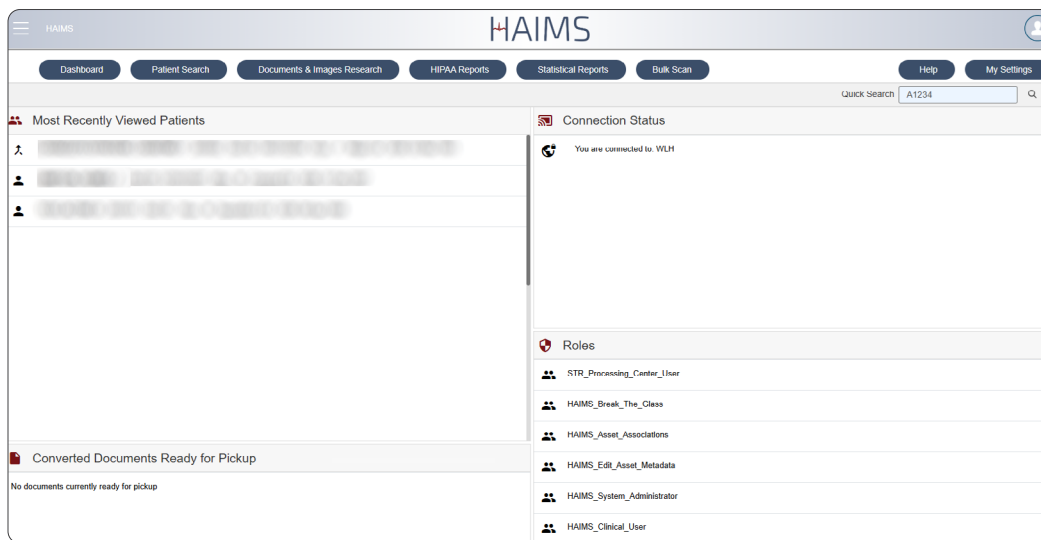 HAIMS
HAIMS
Dashboard
Patient Search
Documents & Images Research
HIPAA Reports
Statistical Reports
Bulk Scan
Help
My Settings
Quick Search
A1234
Most Recently Viewed Patients
Connection Status
You are connected to: WLH
Roles
STR_Processing_Center_User
HAIMS_Break_The_Glass
HAIMS_Asset_Associations
HAIMS_Edit_Asset_Metadata
HAIMS_System_Administrator
HAIMS_Clinical_User
Converted Documents Ready for Pickup
No documents currently ready for pickup